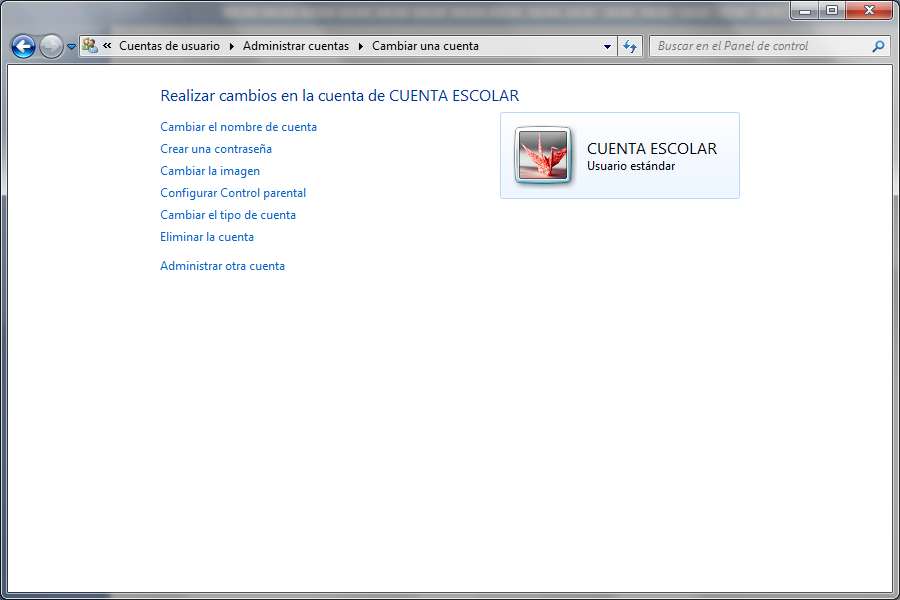 « Cuentas de usuario Administrar cuentas Cambiar una cuenta Buscar en el Panel de control
Realizar cambios en la cuenta de CUENTA ESCOLAR
Cambiar el nombre de cuenta
Crear una contraseña
Cambiar la imagen
Configurar Control parental
Cambiar el tipo de cuenta
Eliminar la cuenta
Administrar otra cuenta
CUENTA ESCOLAR
Usuario estándar